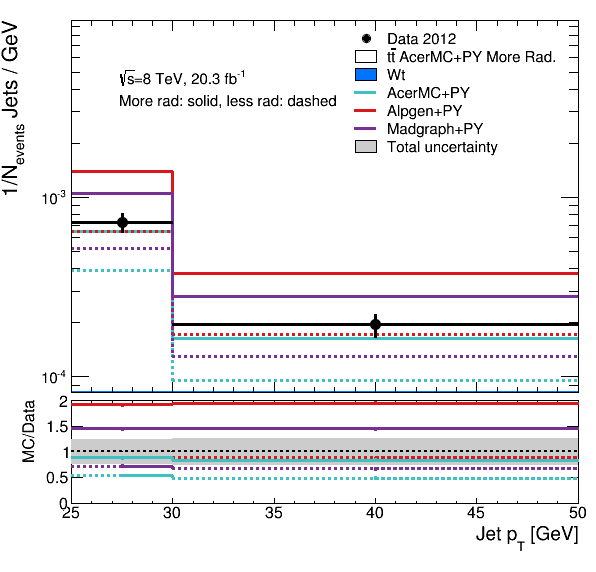 1/N_events Jets / GeV
√s=8 TeV, 20.3 fb⁻¹
More rad: solid, less rad: dashed
Data 2012
tt̄ AcerMC+PY More Rad.
Wt
AcerMC+PY
Alpgen+PY
Madgraph+PY
Total uncertainty
10⁻³
10⁻⁴
MC/Data
2
1.5
1
0.5
0
25 30 35 40 45 50
Jet p_T [GeV]